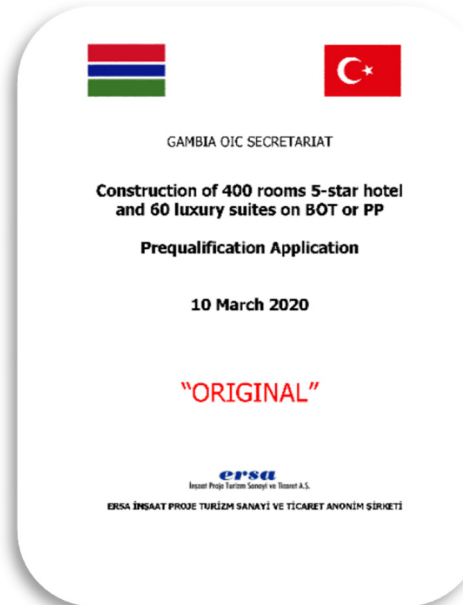 GAMBIA OIC SECRETARIAT
Construction of 400 rooms 5-star hotel
and 60 luxury suites on BOT or PP
Prequalification Application
10 March 2020
"ORIGINAL"
ersa
İnşaat Proje Turizm Sanayi ve Ticaret A.Ş.
ERSA İNŞAAT PROJE TURİZM SANAYİ VE TİCARET ANONİM ŞİRKETİ